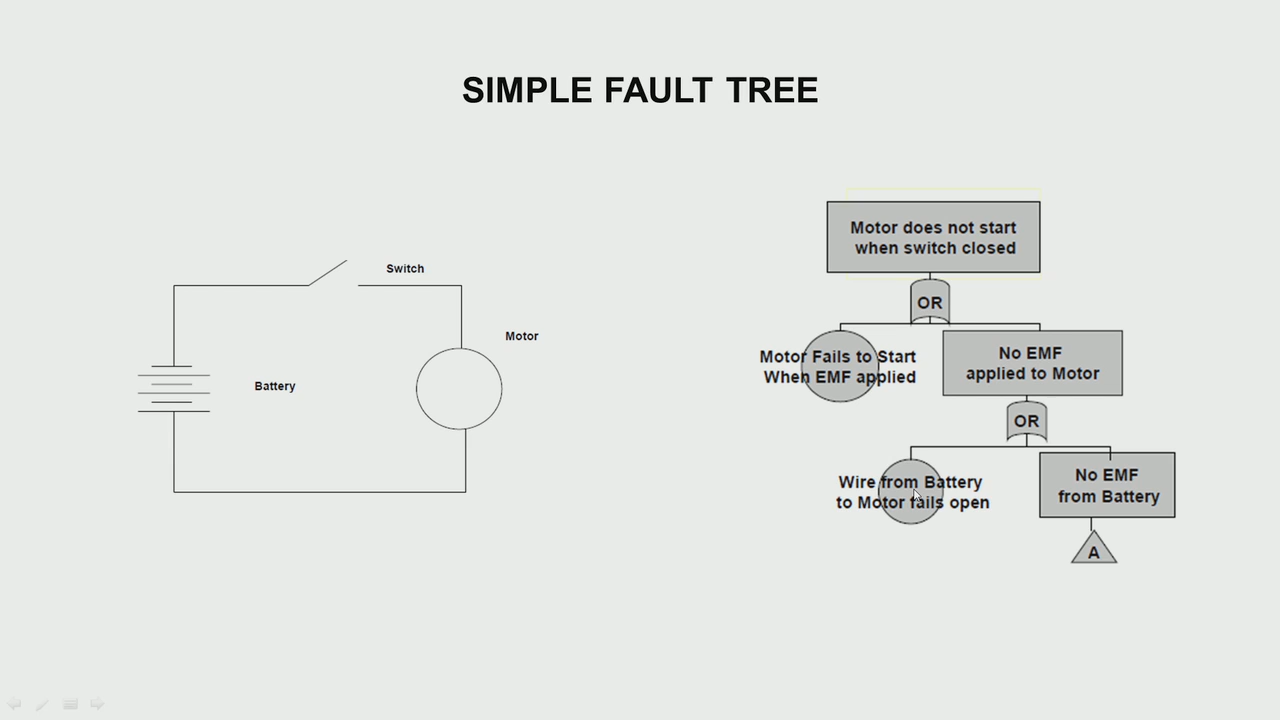 SIMPLE FAULT TREE
Switch
Motor
Battery
Motor does not start
when switch closed
OR
Motor Fails to Start
When EMF applied
No EMF
applied to Motor
OR
Wire from Battery
to Motor fails open
No EMF
from Battery
A